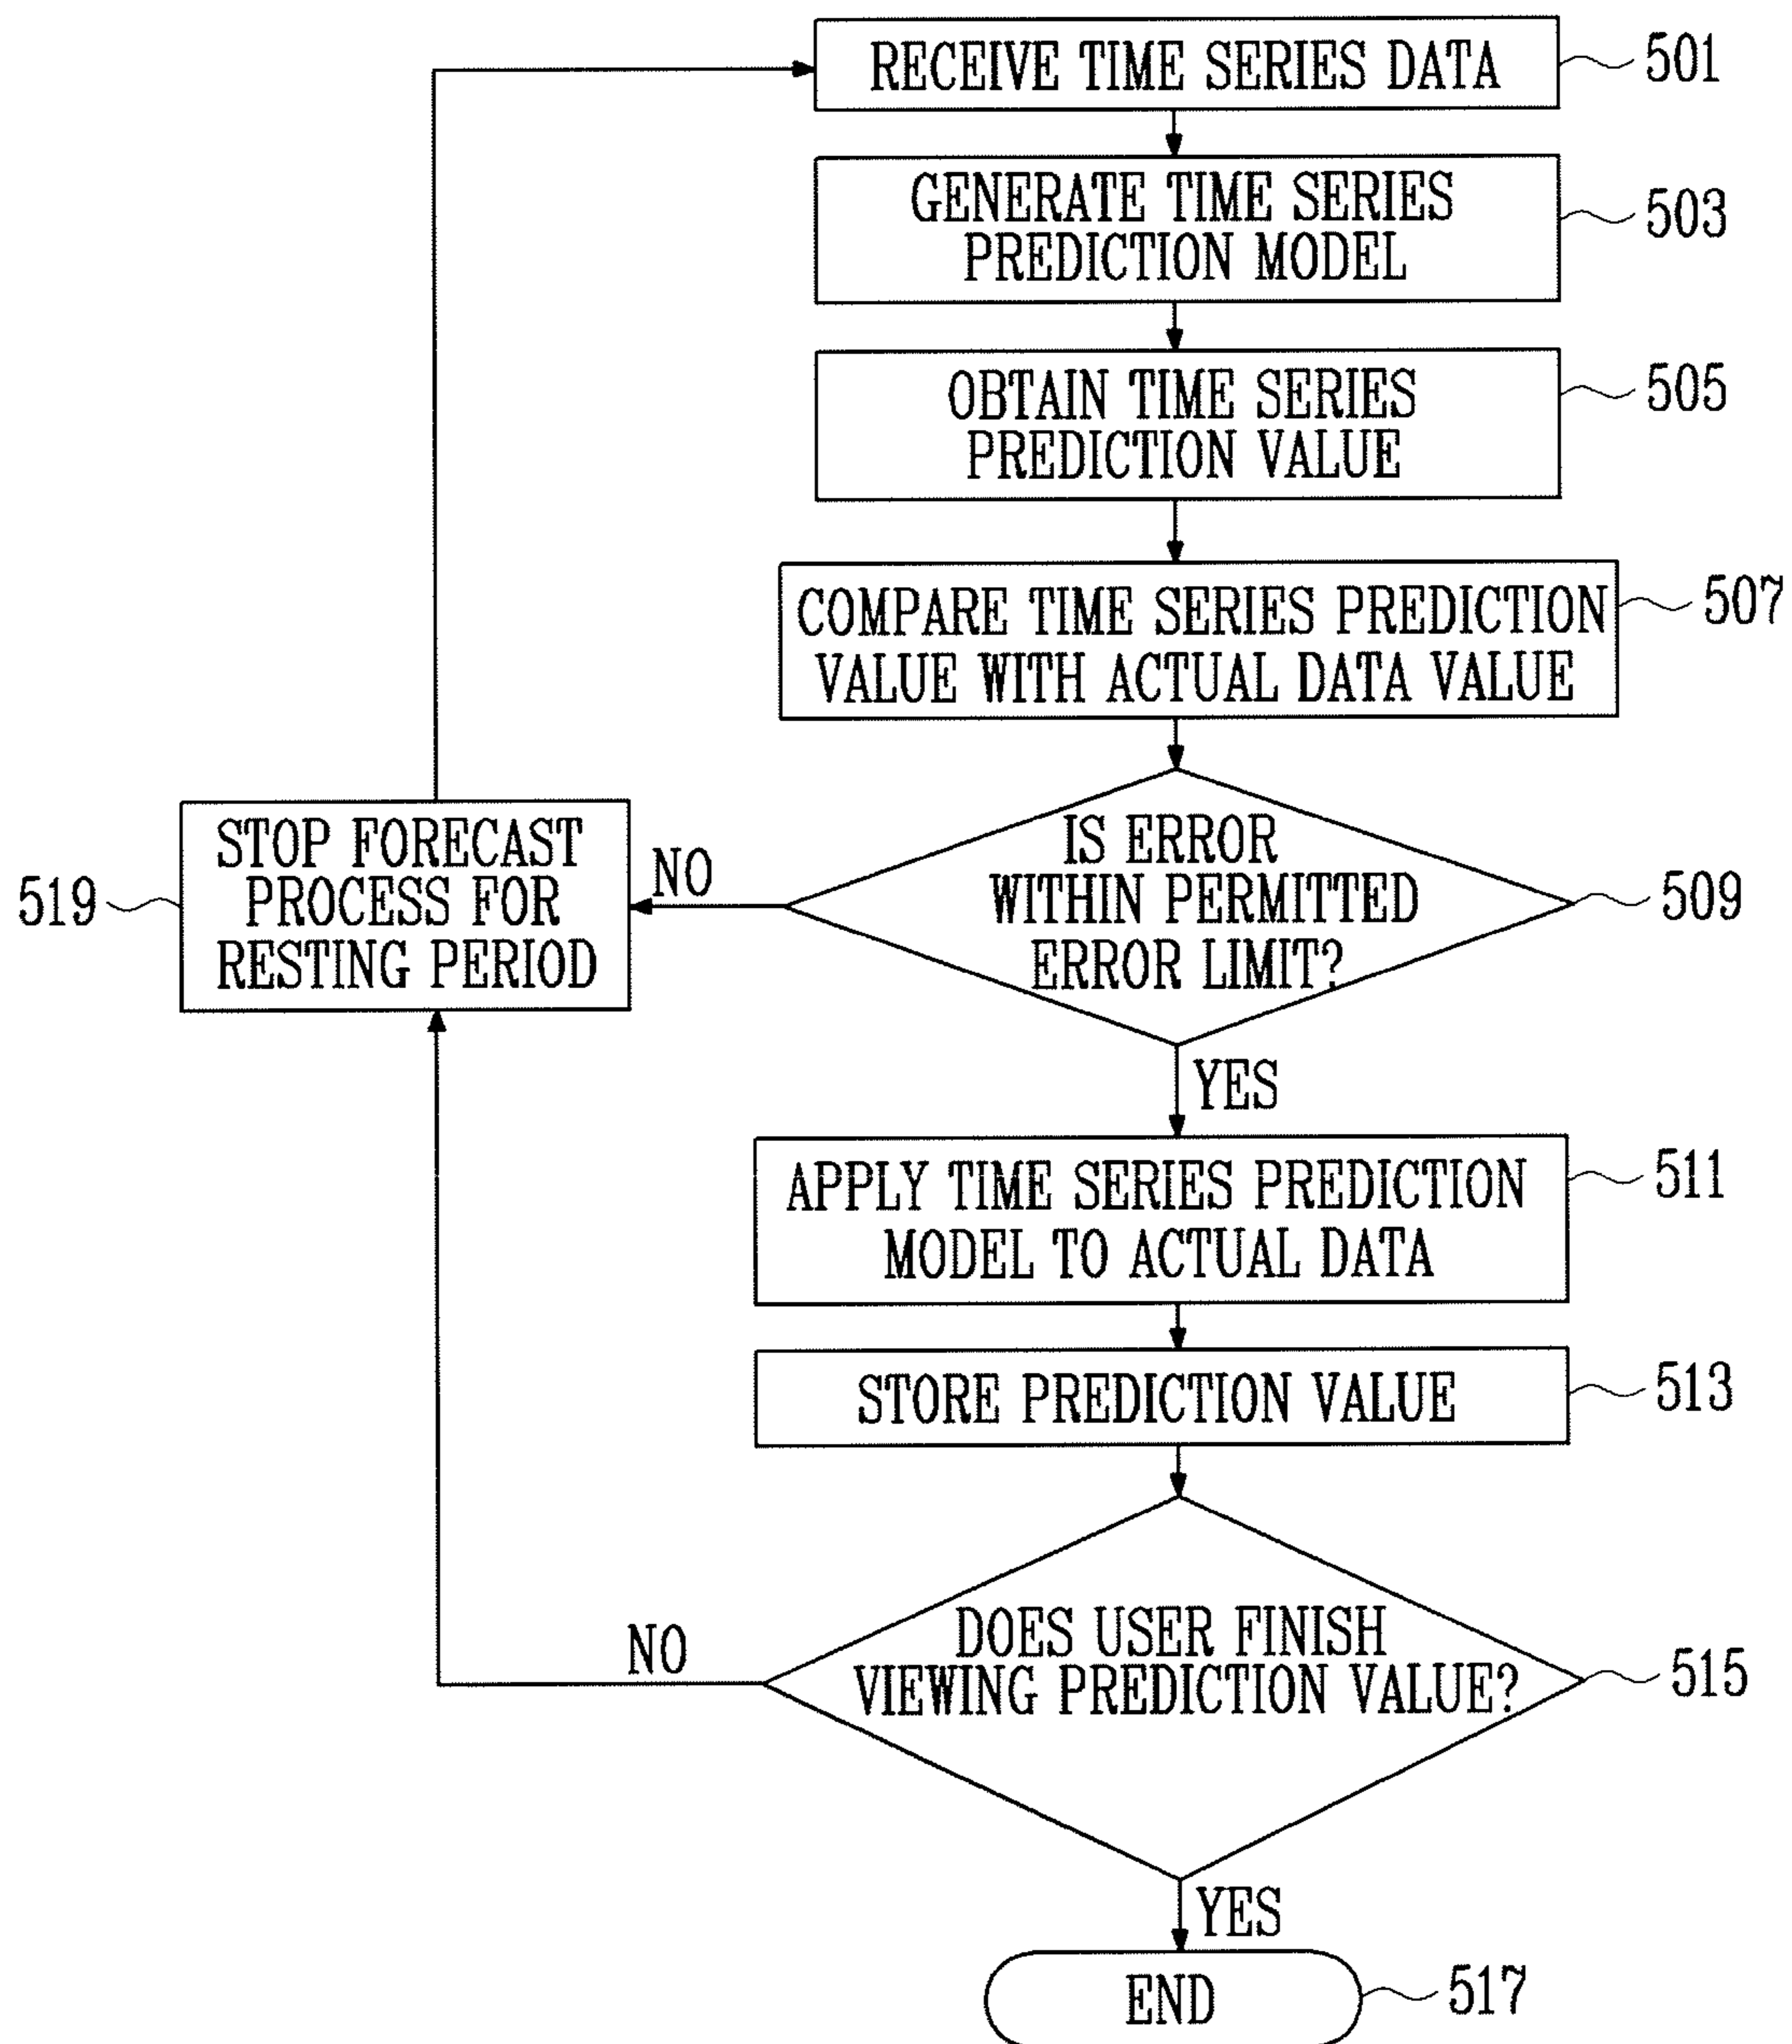 RECEIVE TIME SERIES DATA
501
GENERATE TIME SERIES
PREDICTION MODEL
503
OBTAIN TIME SERIES
PREDICTION VALUE
505
COMPARE TIME SERIES PREDICTION
VALUE WITH ACTUAL DATA VALUE
507
IS ERROR
WITHIN PERMITTED
ERROR LIMIT?
509
NO
STOP FORECAST
PROCESS FOR
RESTING PERIOD
519
YES
APPLY TIME SERIES PREDICTION
MODEL TO ACTUAL DATA
511
STORE PREDICTION VALUE
513
DOES USER FINISH
VIEWING PREDICTION VALUE?
515
NO
YES
END
517